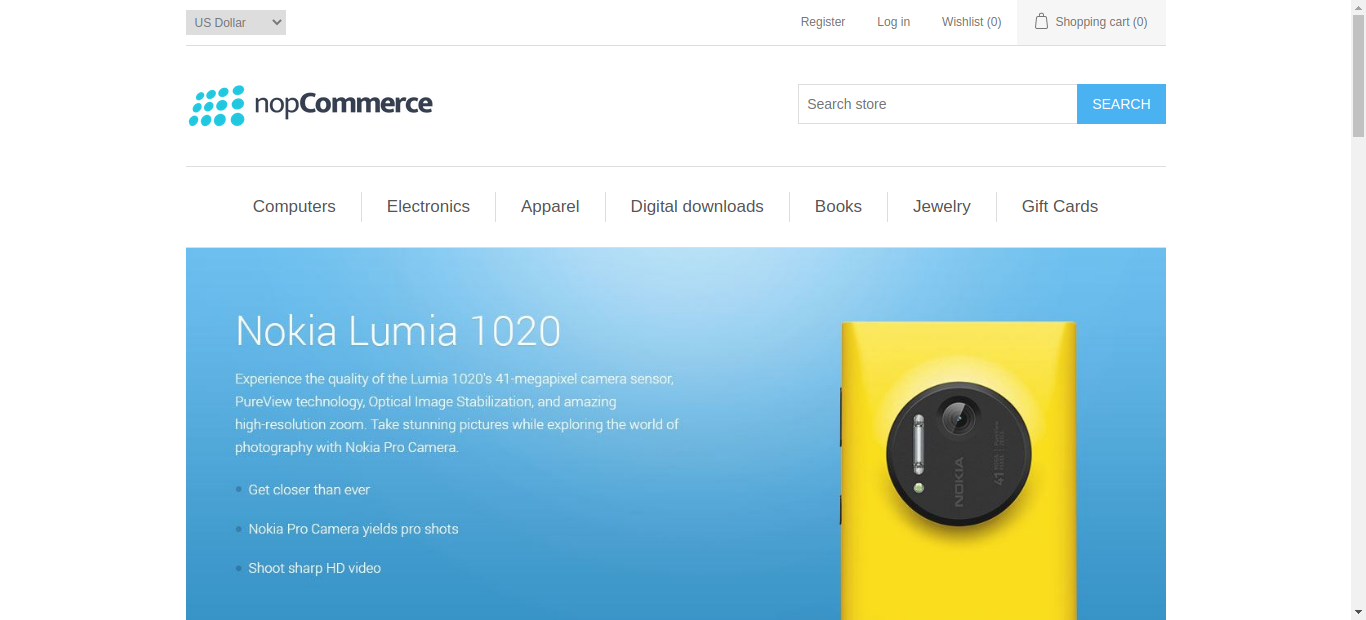 US Dollar
Register
Log in
Wishlist (0)
Shopping cart (0)
nopCommerce
Search store
SEARCH
Computers
Electronics
Apparel
Digital downloads
Books
Jewelry
Gift Cards
Nokia Lumia 1020
Experience the quality of the Lumia 1020's 41-megapixel camera sensor,
PureView technology, Optical Image Stabilization, and amazing
high-resolution zoom. Take stunning pictures while exploring the world of
photography with Nokia Pro Camera.
Get closer than ever
Nokia Pro Camera yields pro shots
Shoot sharp HD video
NOKIA
41